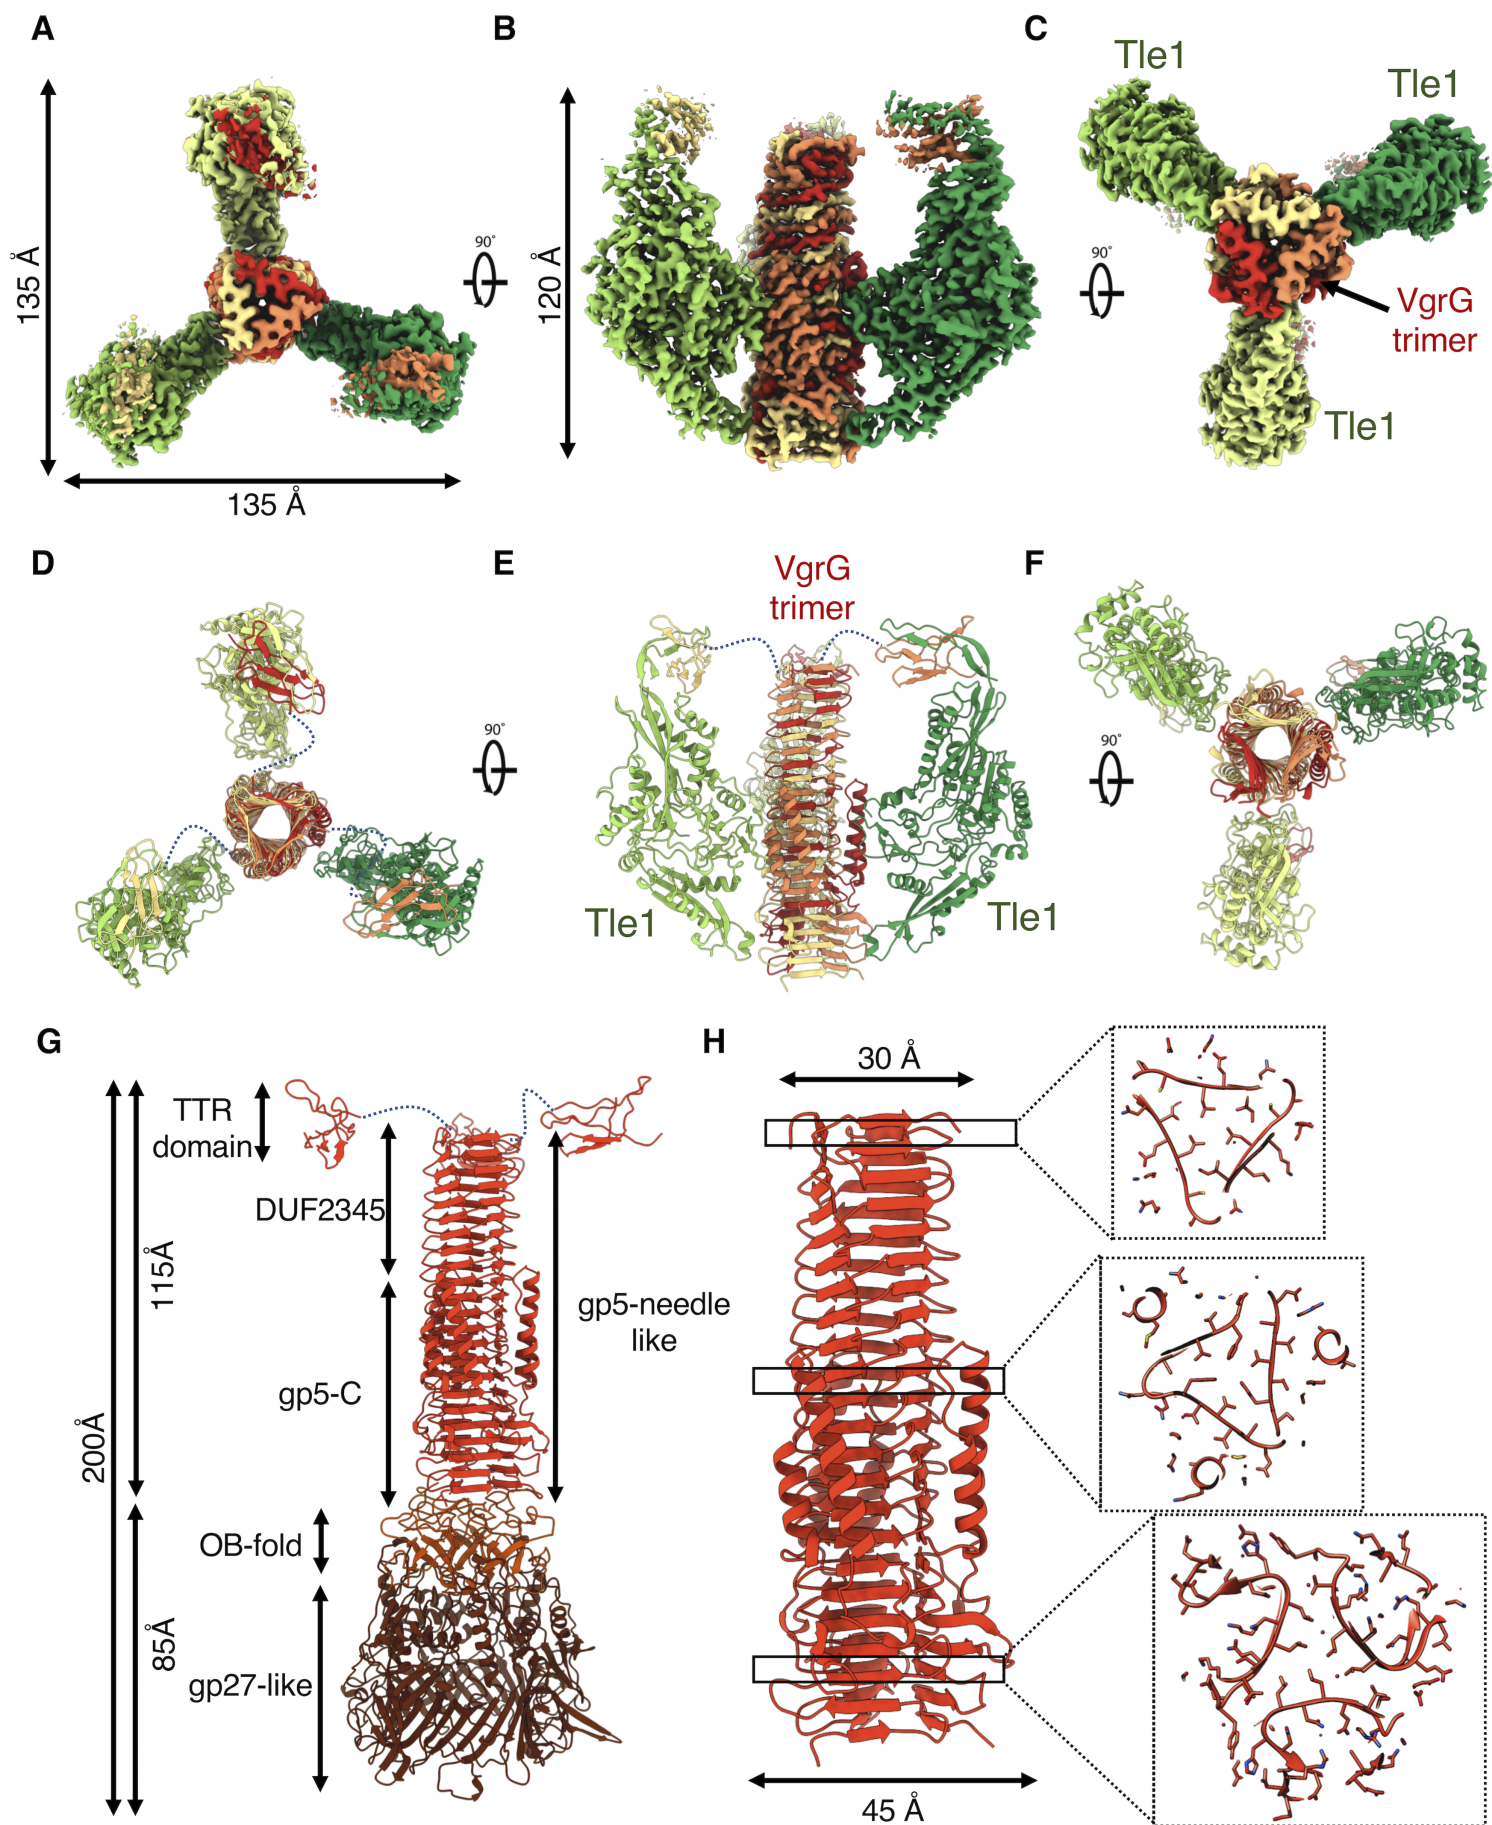 A
B
C
Tle1
Tle1
135 Å
90°
120 Å
90°
VgrG
trimer
Tle1
135 Å
D
E
F
VgrG
trimer
90°
90°
Tle1
Tle1
G
H
30 Å
TTR
domain
DUF2345
115Å
gp5-needle
like
gp5-C
200Å
OB-fold
85Å
gp27-like
45 Å